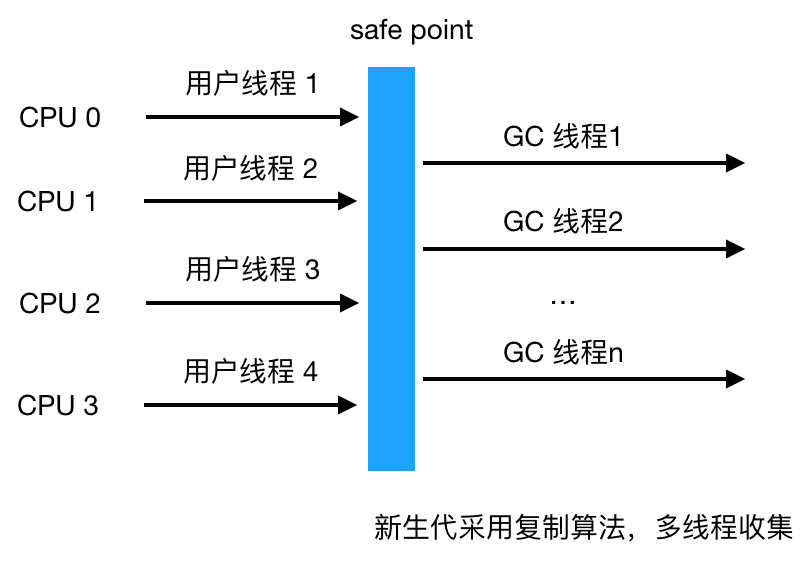 safe point
用户线程 1
CPU 0
GC 线程1
用户线程 2
CPU 1
GC 线程2
用户线程 3
CPU 2
...
GC 线程n
用户线程 4
CPU 3
新生代采用复制算法，多线程收集